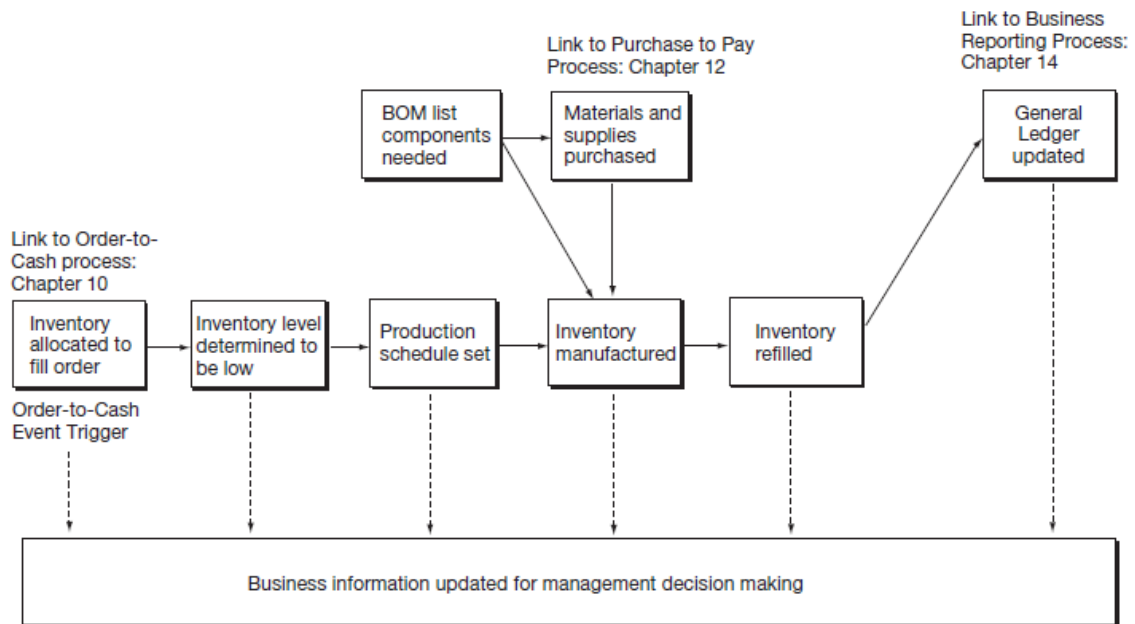 Link to Business
Reporting Process:
Chapter 14
Link to Purchase to Pay
Process: Chapter 12
BOM list
components
needed
Materials and
supplies
purchased
General
Ledger
updated
Link to Order-to-
Cash process:
Chapter 10
Inventory
allocated to
fill order
Inventory level
determined to
be low
Production
schedule set
Inventory
manufactured
Inventory
refilled
Order-to-Cash
Event Trigger
Business information updated for management decision making